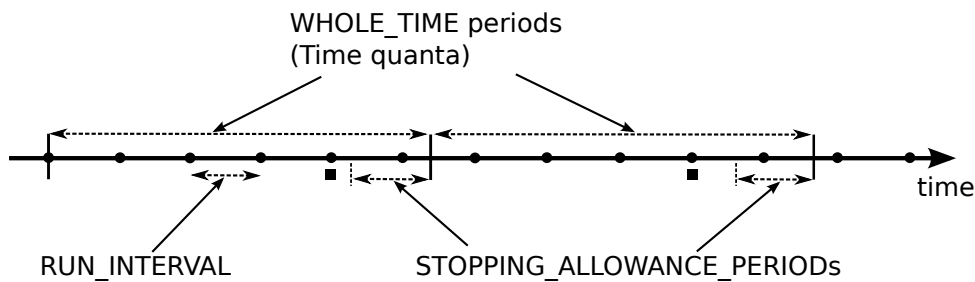 WHOLE_TIME periods
(Time quanta)
time
RUN_INTERVAL
STOPPING_ALLOWANCE_PERIODs